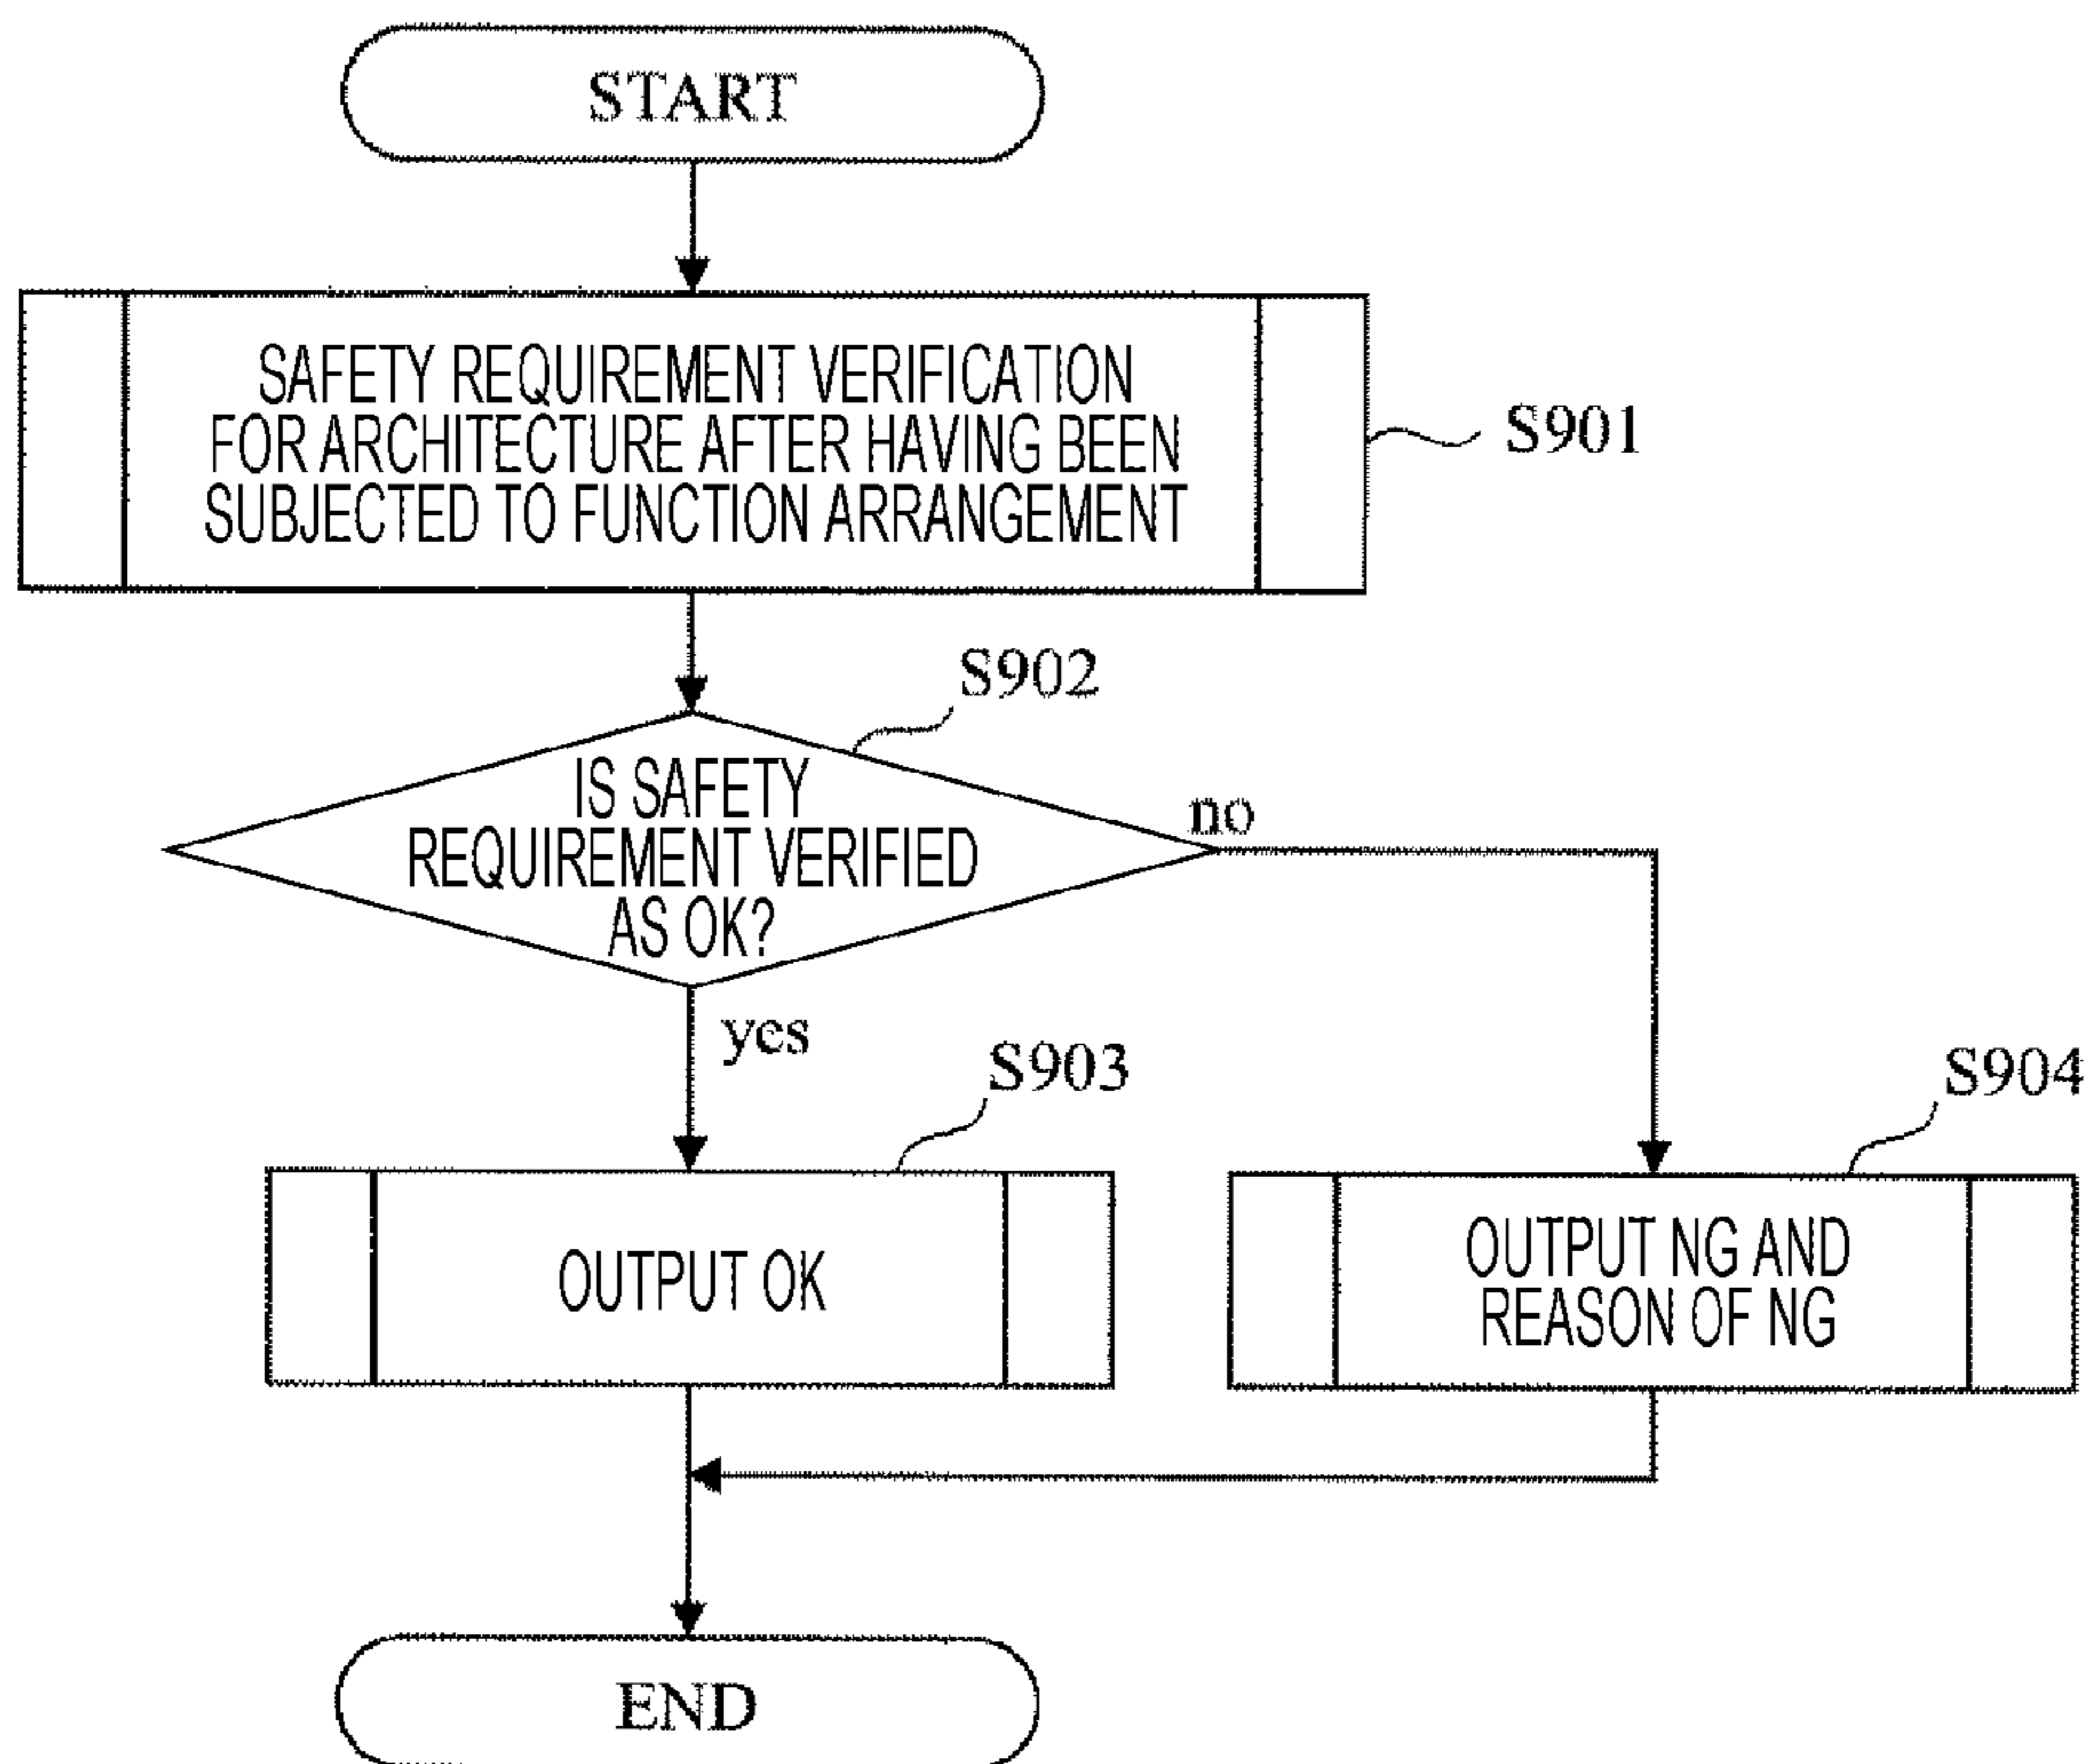 START
SAFETY REQUIREMENT VERIFICATION
FOR ARCHITECTURE AFTER HAVING BEEN
SUBJECTED TO FUNCTION ARRANGEMENT
S901
S902
IS SAFETY
REQUIREMENT VERIFIED
AS OK?
no
yes
S903
S904
OUTPUT OK
OUTPUT NG AND
REASON OF NG
END